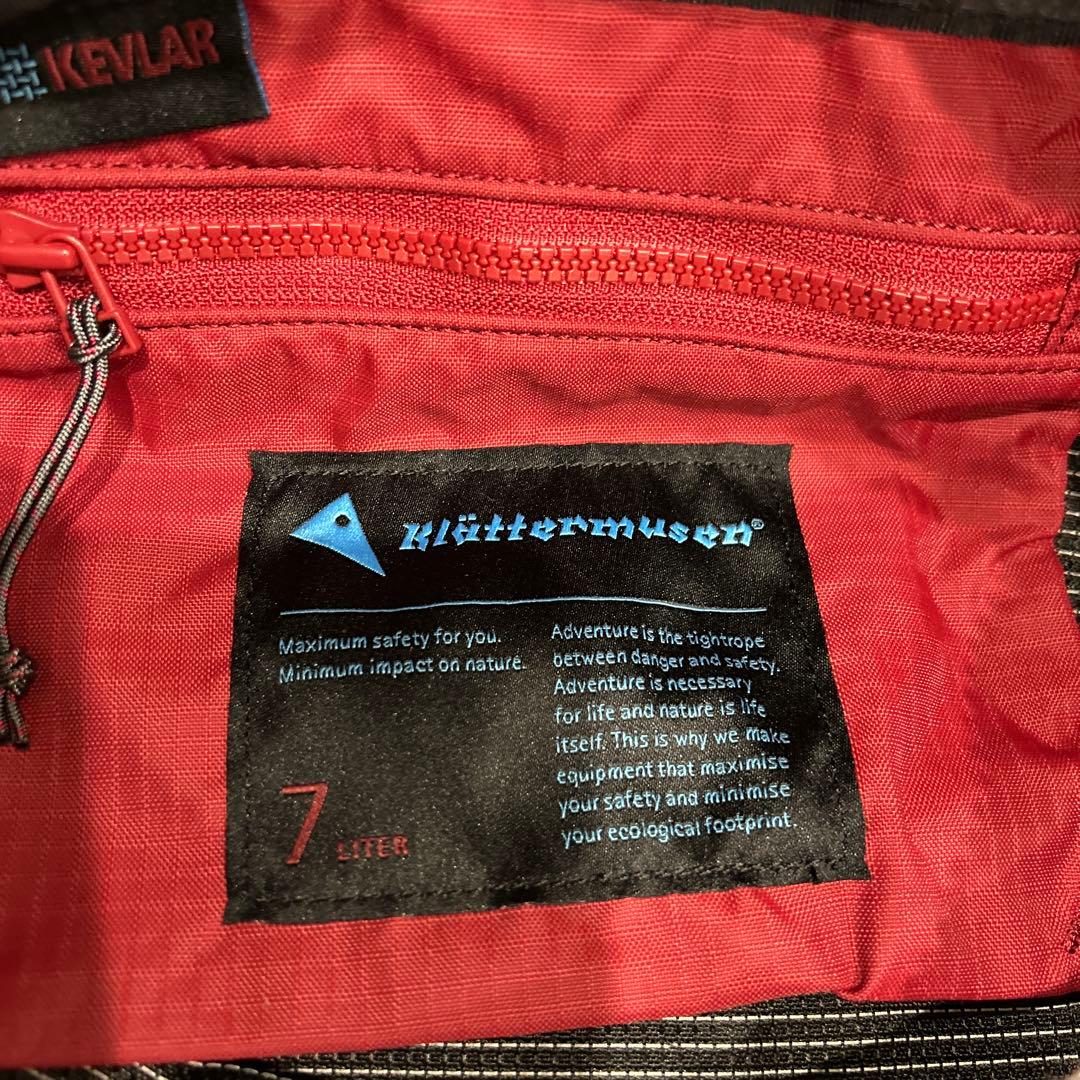 KEVLAR
Klättermusen®
Maximum safety for you.
Minimum impact on nature.
Adventure is the tightrope
between danger and safety.
Adventure is necessary
for life and nature is life
itself. This is why we make
equipment that maximise
your safety and minimise
your ecological footprint.
7 LITER